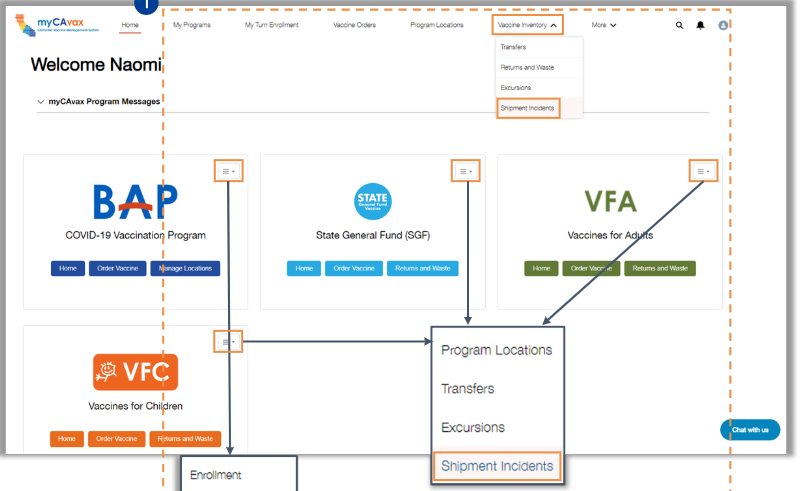 1
myCAvax
Home
My Programs
My Turn Enrollment
Vaccine Orders
Program Locations
Vaccine Inventory
More
Transfers
Returns and Waste
Excursions
Shipment Incidents
Welcome Naomi
myCAvax Program Messages
BAP
COVID-19 Vaccination Program
Home
Order Vaccine
Manage Locations
STATE
General Fund
Vaccine
State General Fund (SGF)
Home
Order Vaccine
Returns and Waste
VFA
Vaccines for Adults
Home
Order Vaccine
Returns and Waste
VFC
Vaccines for Children
Home
Order Vaccine
Returns and Waste
Program Locations
Transfers
Excursions
Shipment Incidents
Chat with us
Enrollment